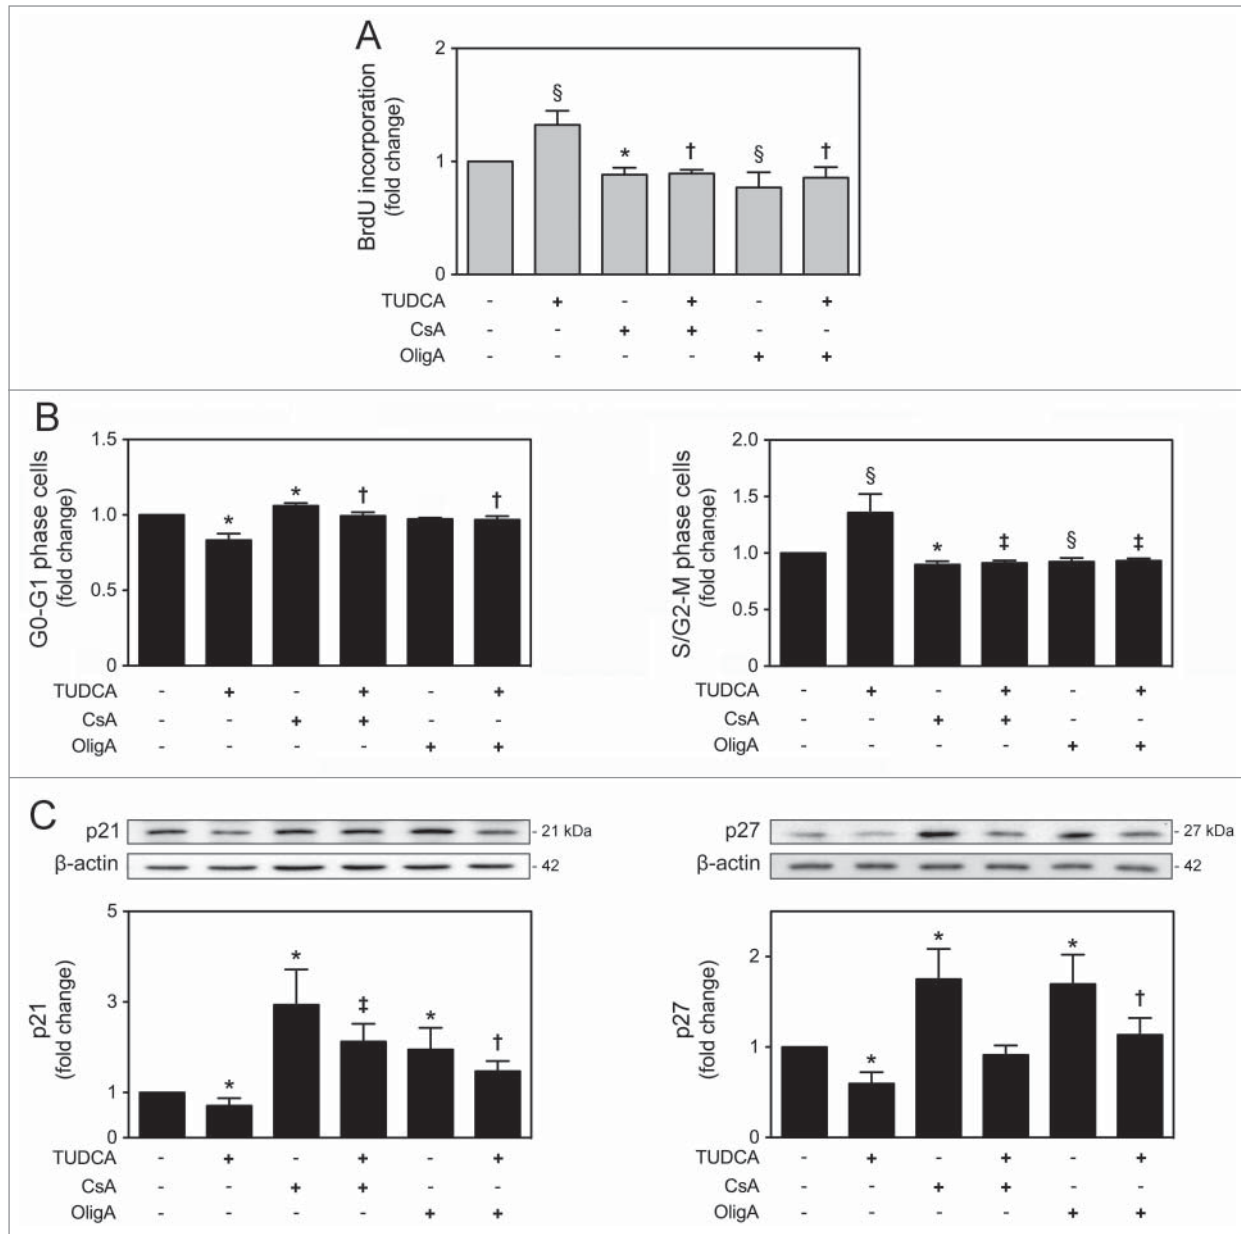 A
BrdU incorporation
(fold change)
2
1
0
§
*
†
§
†
TUDCA - + - + - +
CsA - - + + - -
OligA - - - - + +
B
G0-G1 phase cells
(fold change)
1.5
1.0
0.5
0
*
*
†
†
TUDCA - + - + - +
CsA - - + + - -
OligA - - - - + +
S/G2-M phase cells
(fold change)
2.0
1.5
1.0
0.5
0
§
*
‡
§
‡
TUDCA - + - + - +
CsA - - + + - -
OligA - - - - + +
C
p21 - 21 kDa
β-actin - 42
p21
(fold change)
5
3
1
0
*
*
‡
*
†
TUDCA - + - + - +
CsA - - + + - -
OligA - - - - + +
p27 - 27 kDa
β-actin - 42
p27
(fold change)
2
1
0
*
*
*
†
TUDCA - + - + - +
CsA - - + + - -
OligA - - - - + +